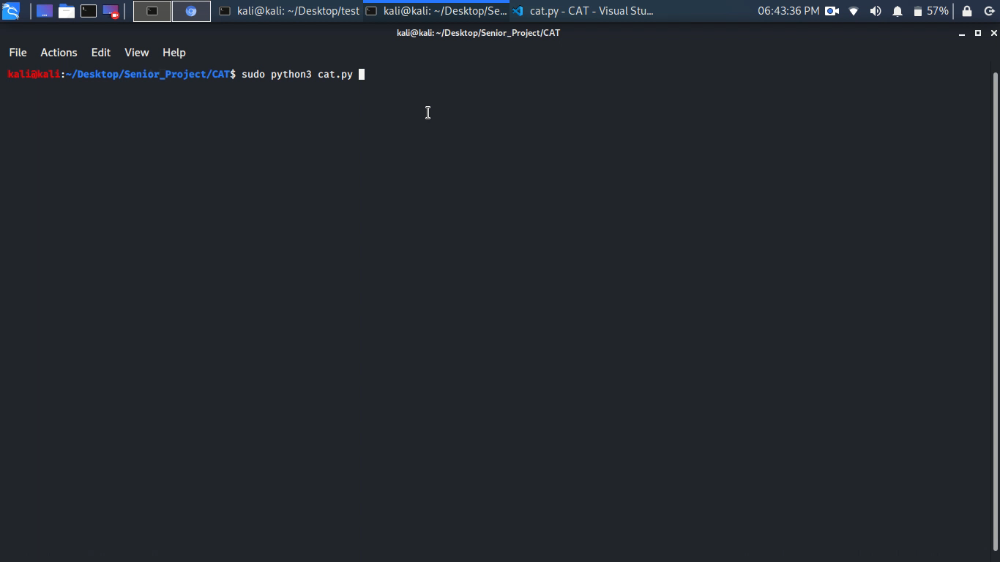 kali@kali: ~/Desktop/test kali@kali: ~/Desktop/Se... cat.py - CAT - Visual Stu... 06:43:36 PM 57%
kali@kali: ~/Desktop/Senior_Project/CAT
File Actions Edit View Help
kali@kali:~/Desktop/Senior_Project/CAT$ sudo python3 cat.py